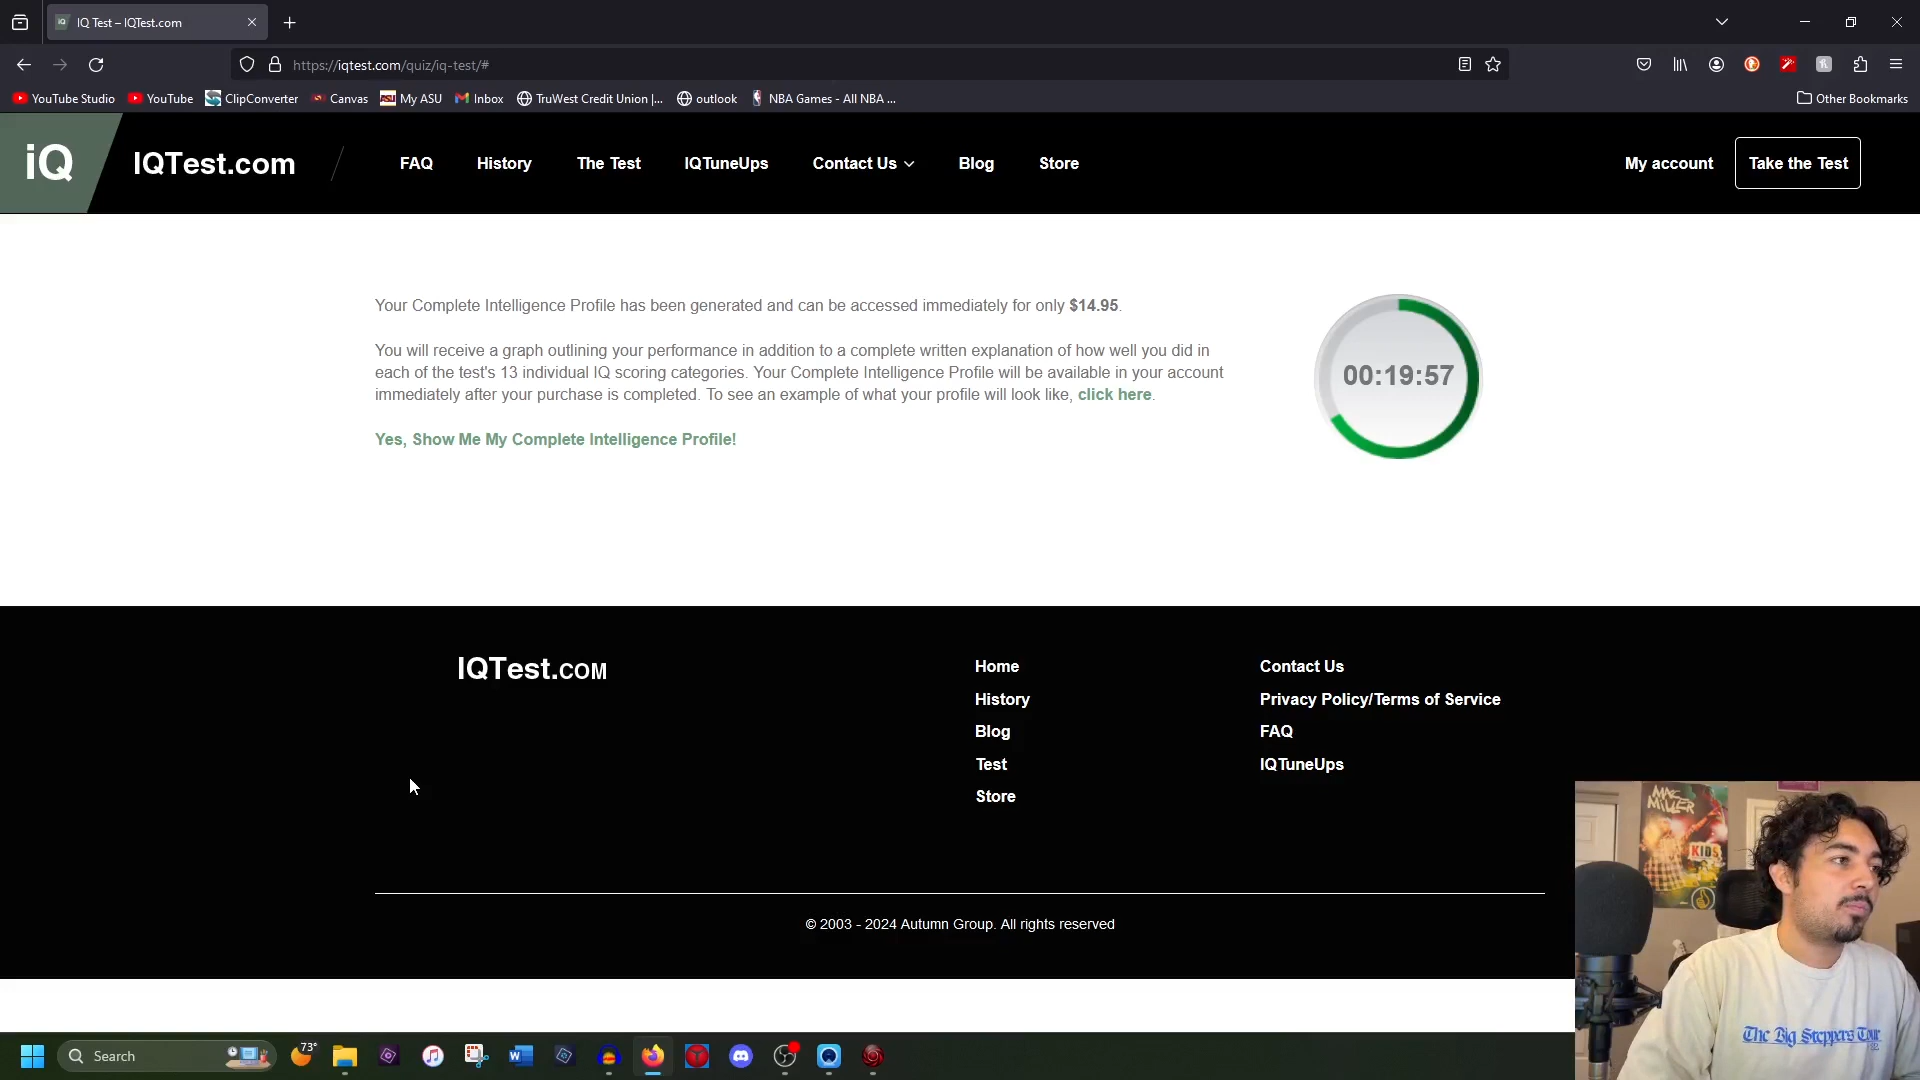 IQ Test – IQTest.com
https://iqtest.com/quiz/iq-test/#
YouTube Studio
YouTube
ClipConverter
Canvas
My ASU
Inbox
TruWest Credit Union |...
outlook
NBA Games - All NBA ...
Other Bookmarks
iQ
IQTest.com
FAQ
History
The Test
IQTuneUps
Contact Us
Blog
Store
My account
Take the Test
Your Complete Intelligence Profile has been generated and can be accessed immediately for only $14.95.
You will receive a graph outlining your performance in addition to a complete written explanation of how well you did in
each of the test's 13 individual IQ scoring categories. Your Complete Intelligence Profile will be available in your account
immediately after your purchase is completed. To see an example of what your profile will look like, click here.
Yes, Show Me My Complete Intelligence Profile!
00:19:57
IQTest.COM
Home
History
Blog
Test
Store
Contact Us
Privacy Policy/Terms of Service
FAQ
IQTuneUps
© 2003 - 2024 Autumn Group. All rights reserved
MAC
MILLER
KIDS
The Big Steppers Tour
Search
73°